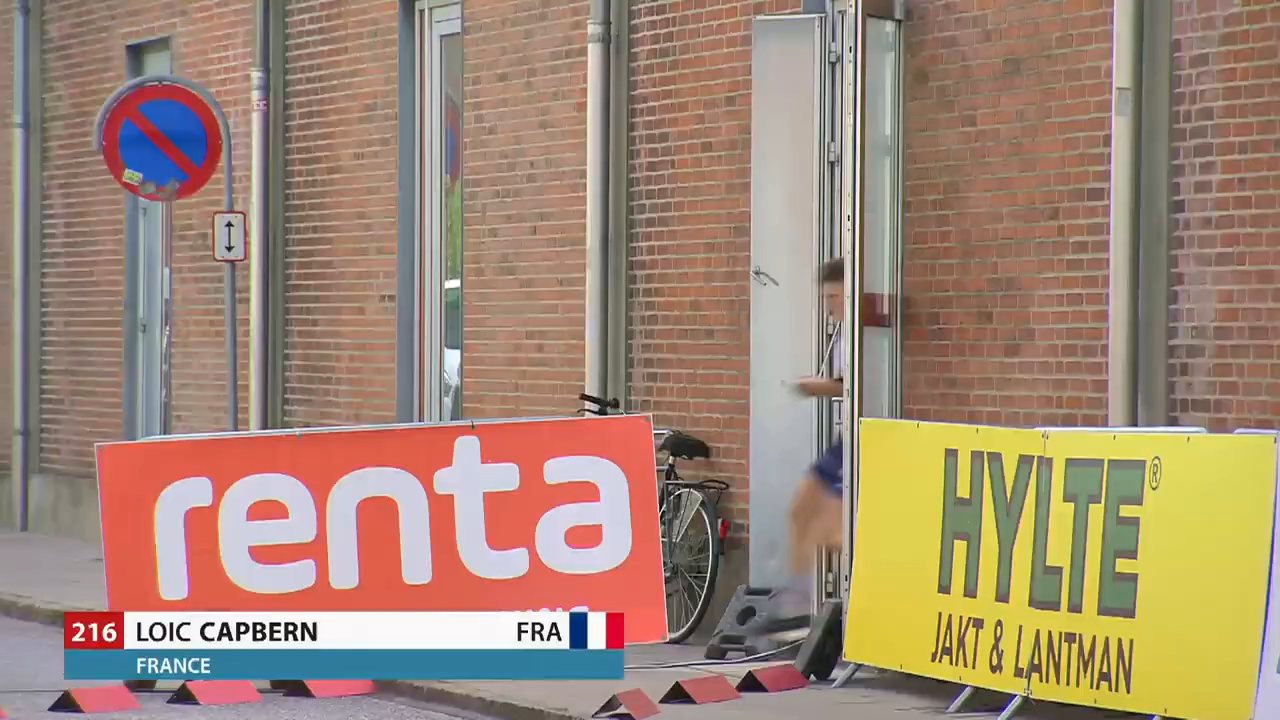 renta
HYLTE®
JAKT & LANTMAN
216 LOIC CAPBERN FRA
FRANCE